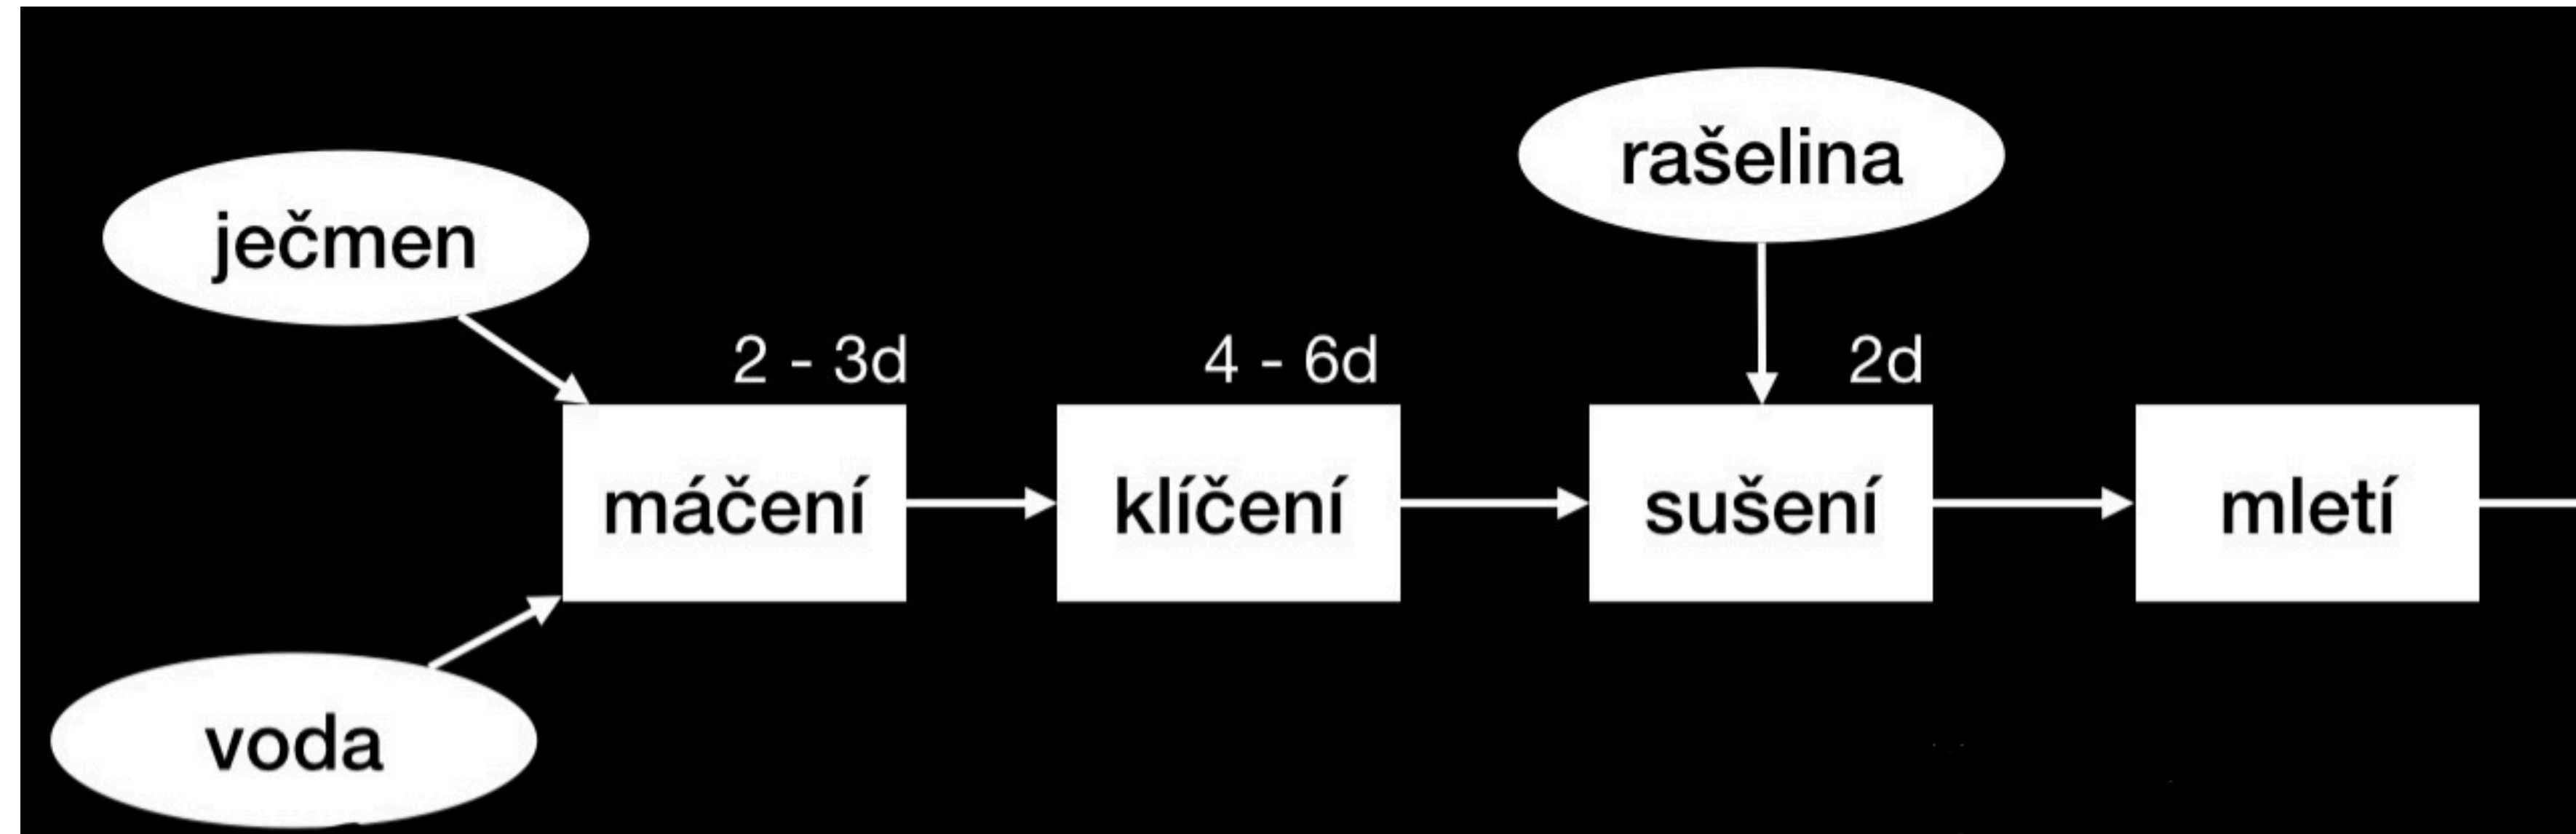 rašelina
ječmen
2 - 3d
4 - 6d
2d
máčení
klíčení
sušení
mletí
voda